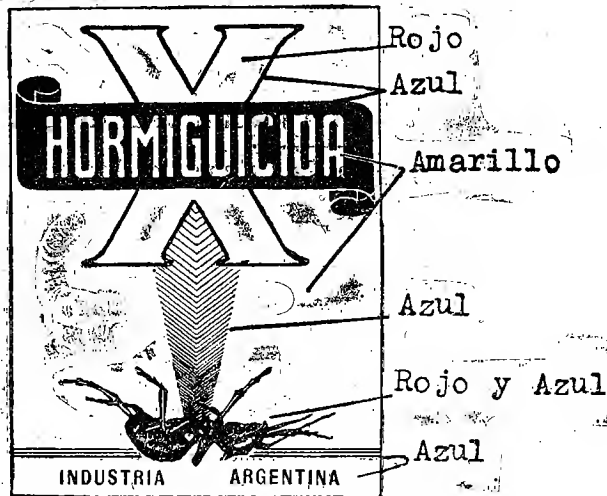 X
Rojo
Azul
HORMIGUICIDA
Amarillo
Azul
Rojo y Azul
Azul
INDUSTRIA ARGENTINA